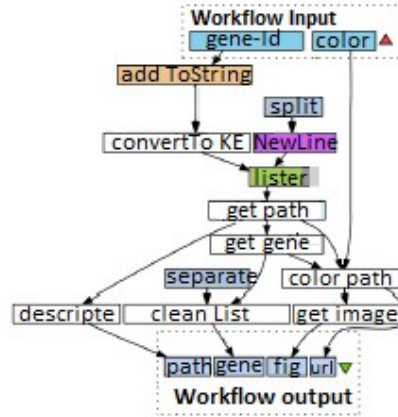 Workflow Input
gene-Id color
add ToString
split
convertTo KE NewLine
lister
get path
get gene
separate color path
descripte clean List get image
path gene fig url
Workflow output